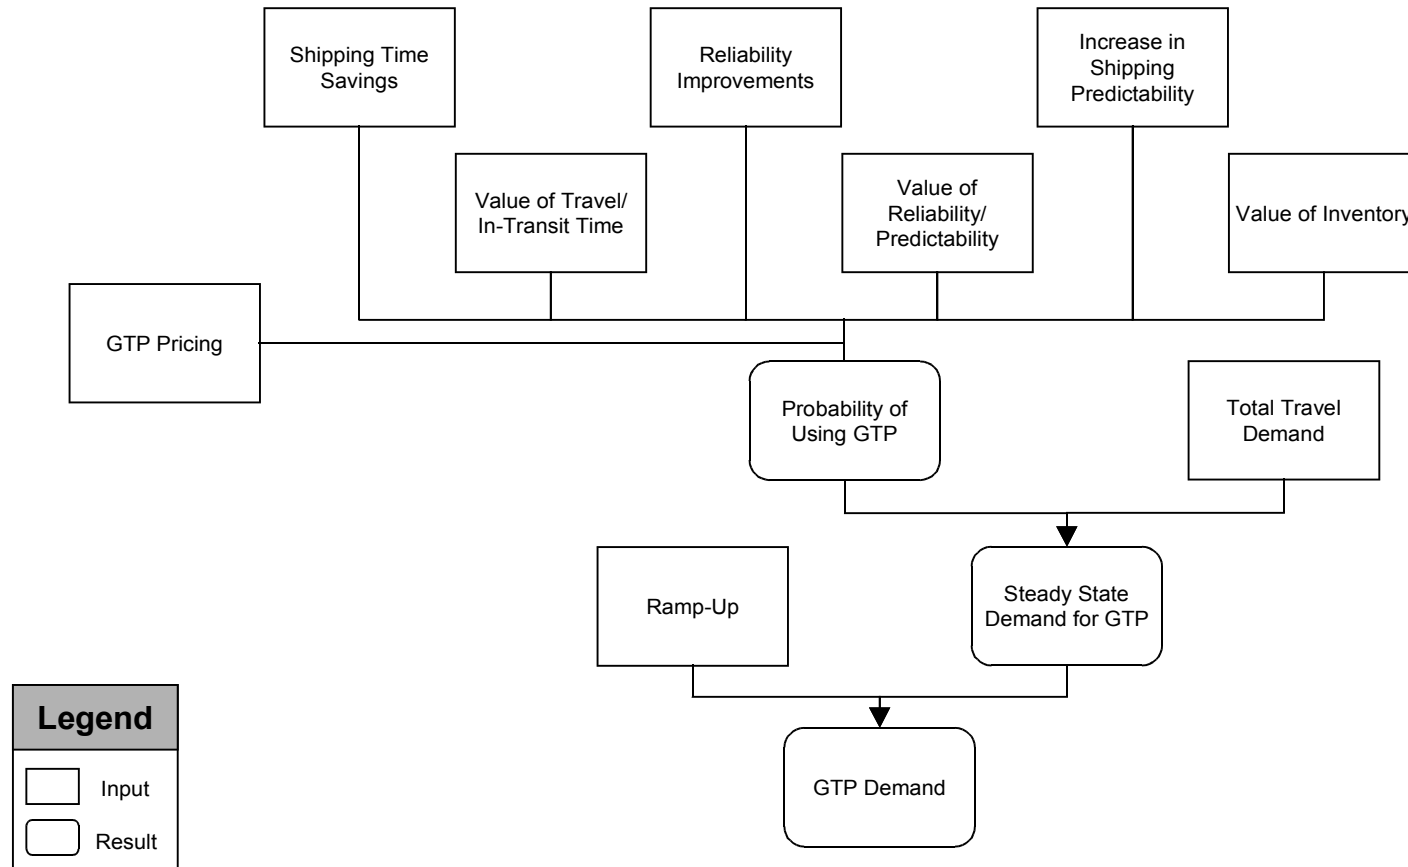 Shipping Time
Savings
Reliability
Improvements
Increase in
Shipping
Predictability
Value of Travel/
In-Transit Time
Value of
Reliability/
Predictability
Value of Inventory
GTP Pricing
Probability of
Using GTP
Total Travel
Demand
Ramp-Up
Steady State
Demand for GTP
GTP Demand
Legend
Input
Result